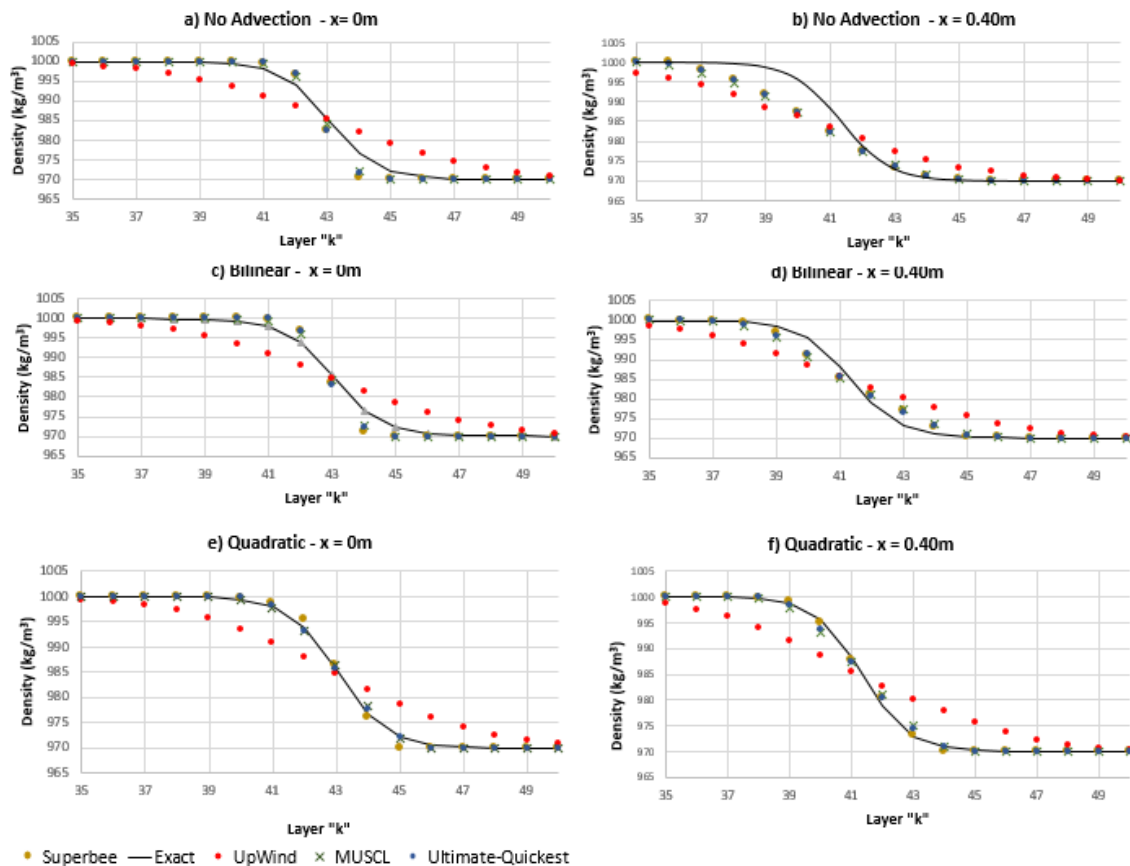 a) No Advection - x= 0m
b) No Advection - x = 0.40m
1005
1000
995
990
985
980
975
970
965
Density (kg/m³)
35 37 39 41 43 45 47 49
Layer "k"
1005
1000
995
990
985
980
975
970
965
Density (kg/m³)
35 37 39 41 43 45 47 49
Layer "k"
c) Bilinear - x = 0m
d) Bilinear - x = 0.40m
1005
1000
995
990
985
980
975
970
965
Density (kg/m³)
35 37 39 41 43 45 47 49
Layer "k"
1005
1000
995
990
985
980
975
970
965
Density (kg/m³)
35 37 39 41 43 45 47 49
Layer "k"
e) Quadratic - x = 0m
f) Quadratic - x = 0.40m
1005
1000
995
990
985
980
975
970
965
Density (kg/m³)
35 37 39 41 43 45 47 49
Layer "k"
1005
1000
995
990
985
980
975
970
965
Density (kg/m³)
35 37 39 41 43 45 47 49
Layer "k"
Superbee Exact UpWind MUSCL Ultimate-Quickest